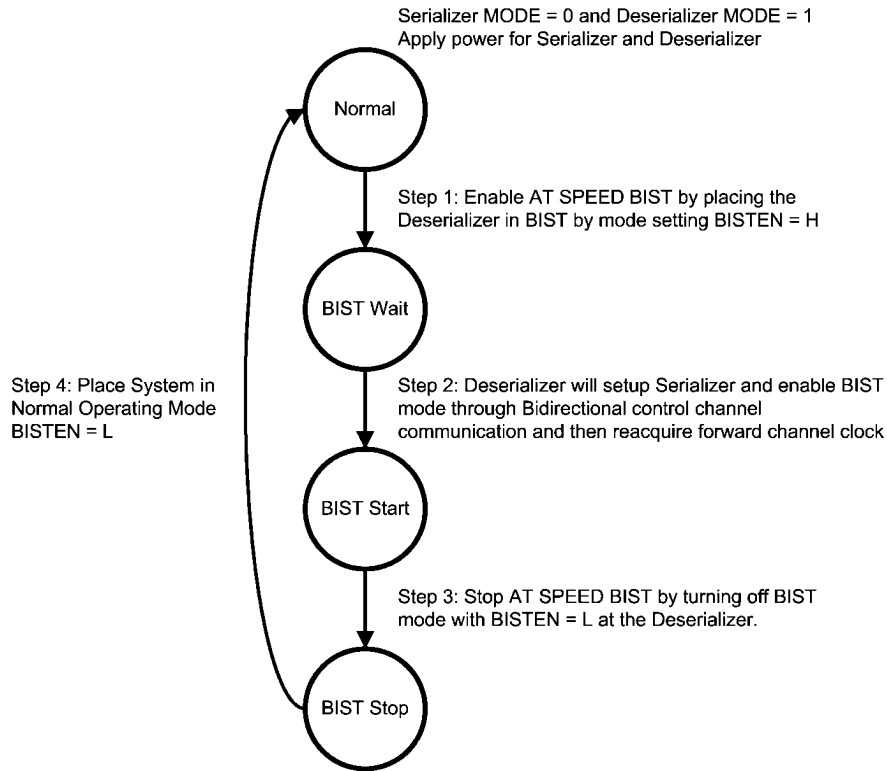 Serializer MODE = 0 and Deserializer MODE = 1
Apply power for Serializer and Deserializer
Normal
Step 1: Enable AT SPEED BIST by placing the
Deserializer in BIST by mode setting BISTEN = H
BIST Wait
Step 4: Place System in
Normal Operating Mode
BISTEN = L
Step 2: Deserializer will setup Serializer and enable BIST
mode through Bidirectional control channel
communication and then reacquire forward channel clock
BIST Start
Step 3: Stop AT SPEED BIST by turning off BIST
mode with BISTEN = L at the Deserializer.
BIST Stop